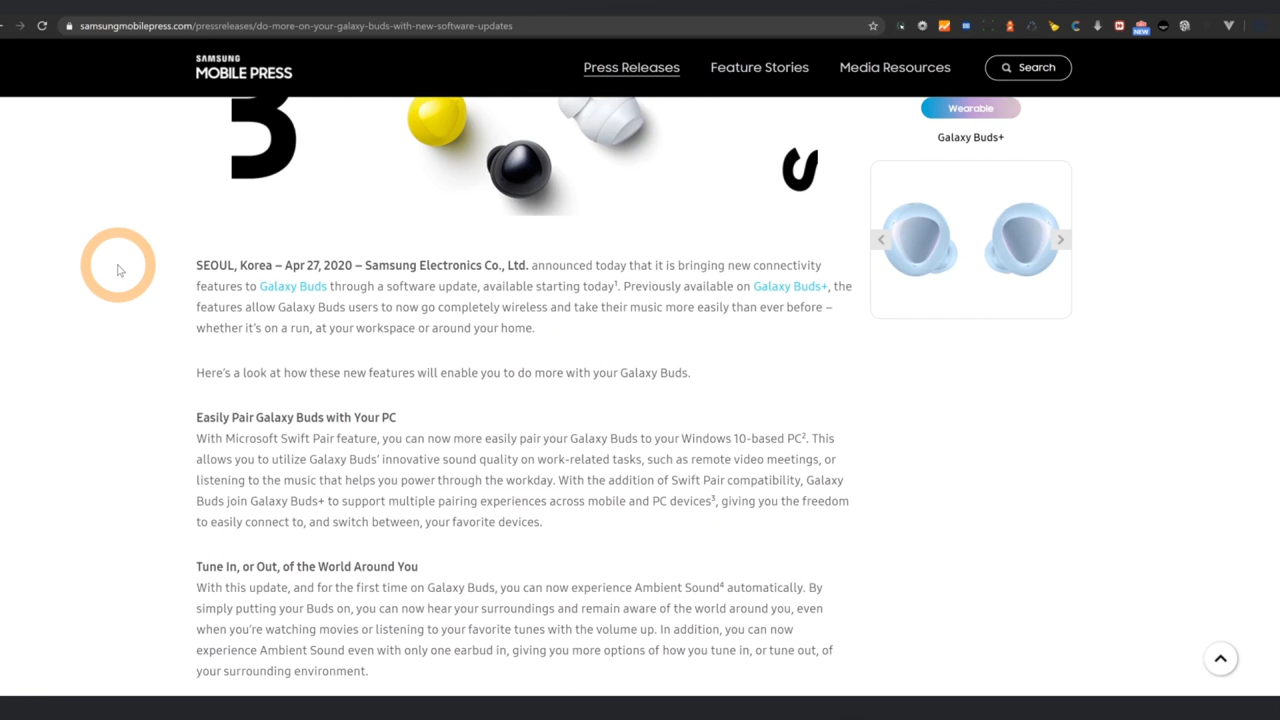 samsungmobilepress.com/pressreleases/do-more-on-your-galaxy-buds-with-new-software-updates
NEW
SAMSUNG
MOBILE PRESS
Press Releases
Feature Stories
Media Resources
Search
Wearable
Galaxy Buds+
SEOUL, Korea – Apr 27, 2020 – Samsung Electronics Co., Ltd. announced today that it is bringing new connectivity
features to Galaxy Buds through a software update, available starting today¹. Previously available on Galaxy Buds+, the
features allow Galaxy Buds users to now go completely wireless and take their music more easily than ever before –
whether it's on a run, at your workspace or around your home.
Here's a look at how these new features will enable you to do more with your Galaxy Buds.
Easily Pair Galaxy Buds with Your PC
With Microsoft Swift Pair feature, you can now more easily pair your Galaxy Buds to your Windows 10-based PC². This
allows you to utilize Galaxy Buds' innovative sound quality on work-related tasks, such as remote video meetings, or
listening to the music that helps you power through the workday. With the addition of Swift Pair compatibility, Galaxy
Buds join Galaxy Buds+ to support multiple pairing experiences across mobile and PC devices³, giving you the freedom
to easily connect to, and switch between, your favorite devices.
Tune In, or Out, of the World Around You
With this update, and for the first time on Galaxy Buds, you can now experience Ambient Sound⁴ automatically. By
simply putting your Buds on, you can now hear your surroundings and remain aware of the world around you, even
when you're watching movies or listening to your favorite tunes with the volume up. In addition, you can now
experience Ambient Sound even with only one earbud in, giving you more options of how you tune in, or tune out, of
your surrounding environment.